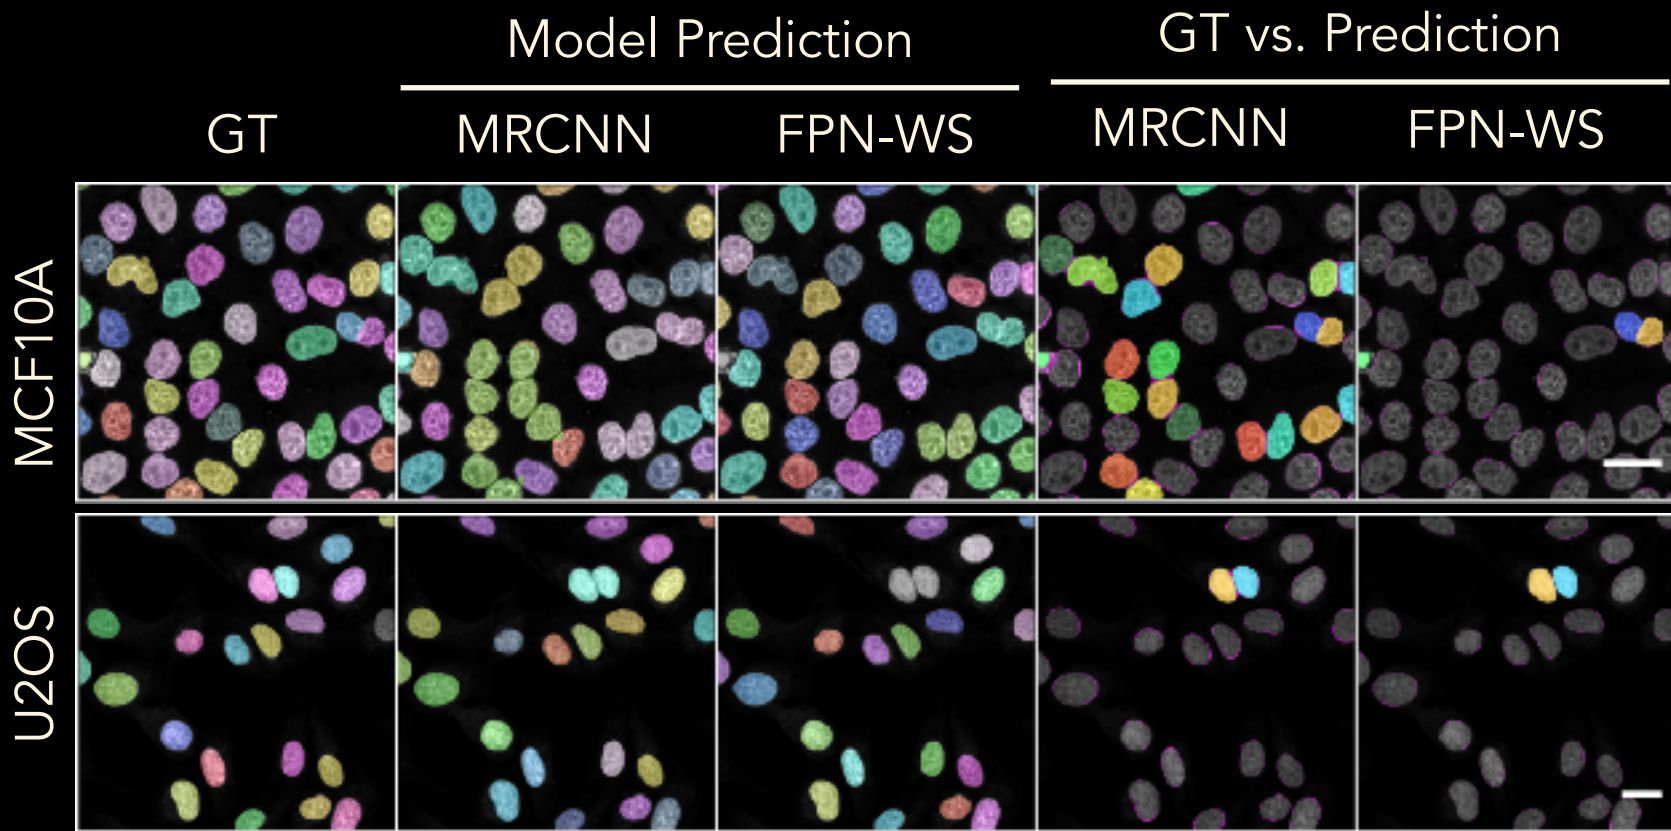 Model Prediction
GT vs. Prediction
GT
MRCNN
FPN-WS
MRCNN
FPN-WS
MCF10A
U2OS